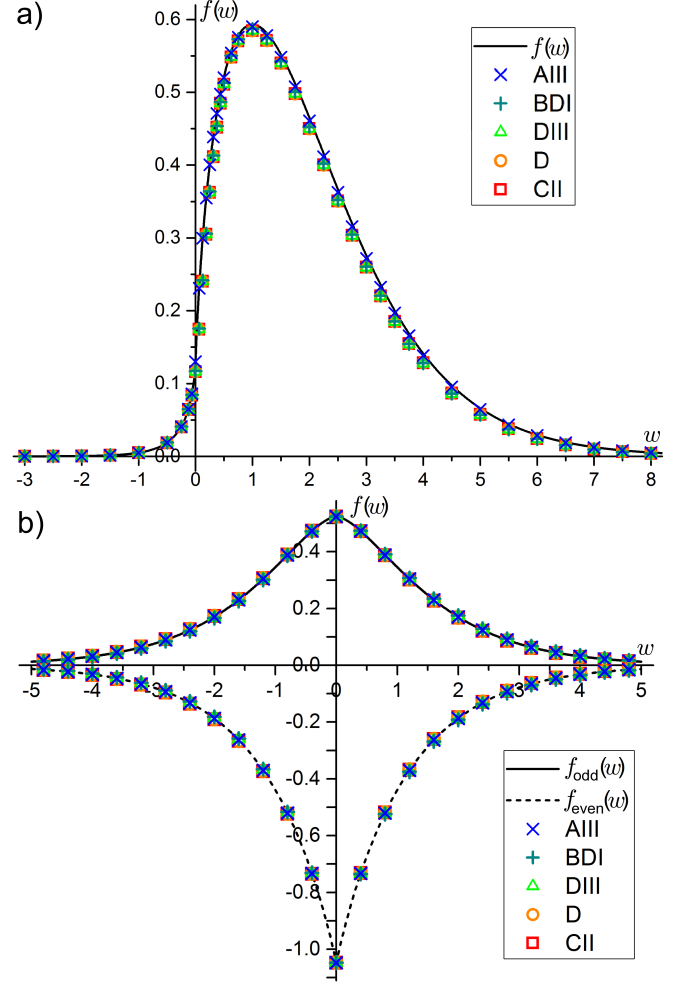 a)
f(w)
0.6
0.5
0.4
0.3
0.2
0.1
0.0
-3 -2 -1 0 1 2 3 4 5 6 7 8
w
f(w)
AIII
BDI
DIII
D
CII
b)
f(w)
0.4
0.2
0.0
-0.2
-0.4
-0.6
-0.8
-1.0
-5 -4 -3 -2 -1 -0 1 2 3 4 5
w
f_odd(w)
f_even(w)
AIII
BDI
DIII
D
CII